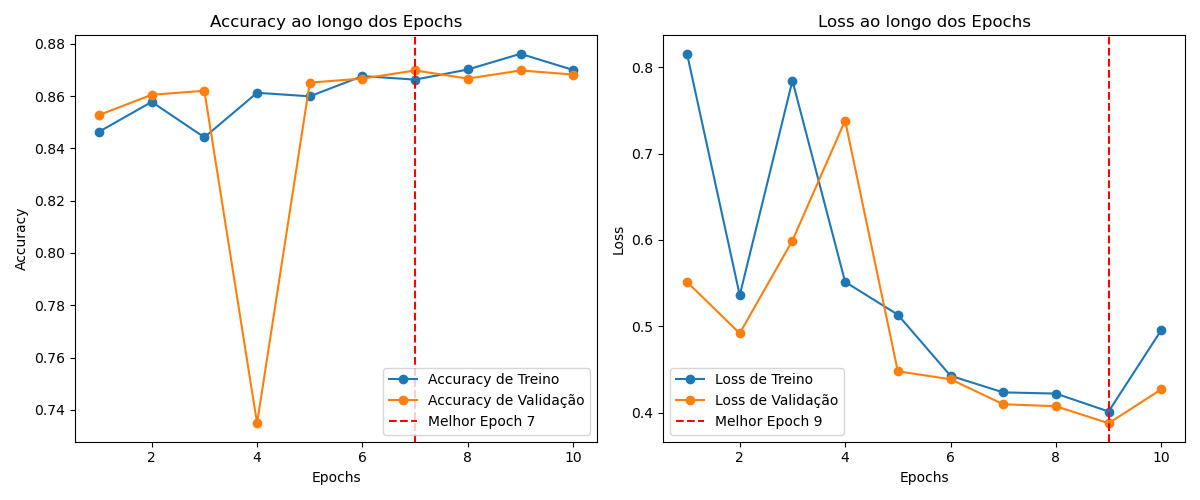 Accuracy ao longo dos Epochs
0.88
0.86
0.84
0.82
0.80
0.78
0.76
0.74
Accuracy
2
4
6
8
10
Epochs
Accuracy de Treino
Accuracy de Validação
Melhor Epoch 7
Loss ao longo dos Epochs
0.8
0.7
0.6
0.5
0.4
Loss
2
4
6
8
10
Epochs
Loss de Treino
Loss de Validação
Melhor Epoch 9